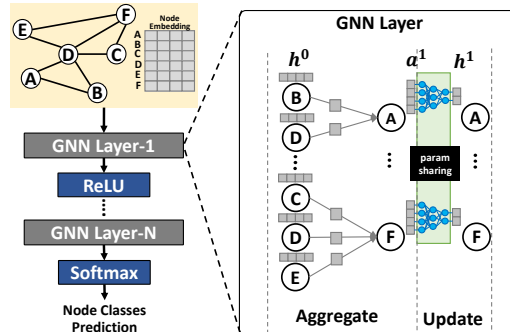 F
E
D
C
A
B
Node
Embedding
A
B
C
D
E
F
GNN Layer-1
ReLU
GNN Layer-N
Softmax
Node Classes
Prediction
GNN Layer
h⁰
a¹
h¹
B
D
A
A
param
sharing
C
D
E
F
F
Aggregate
Update